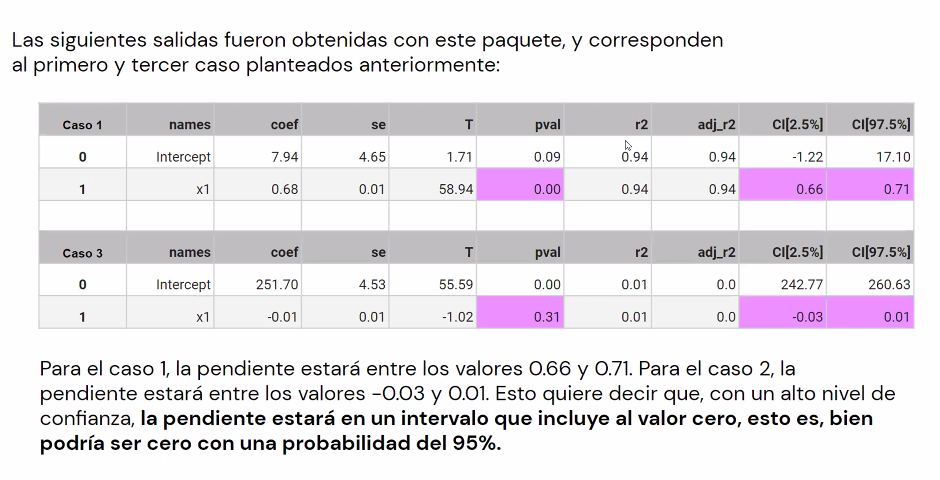 Las siguientes salidas fueron obtenidas con este paquete, y corresponden
al primero y tercer caso planteados anteriormente:
Caso 1 names coef se T pval r2 adj_r2 CI[2.5%] CI[97.5%]
0 Intercept 7.94 4.65 1.71 0.09 0.94 0.94 -1.22 17.10
1 x1 0.68 0.01 58.94 0.00 0.94 0.94 0.66 0.71
Caso 3 names coef se T pval r2 adj_r2 CI[2.5%] CI[97.5%]
0 Intercept 251.70 4.53 55.59 0.00 0.01 0.0 242.77 260.63
1 x1 -0.01 0.01 -1.02 0.31 0.01 0.0 -0.03 0.01
Para el caso 1, la pendiente estará entre los valores 0.66 y 0.71. Para el caso 2, la
pendiente estará entre los valores -0.03 y 0.01. Esto quiere decir que, con un alto nivel de
confianza, la pendiente estará en un intervalo que incluye al valor cero, esto es, bien
podría ser cero con una probabilidad del 95%.